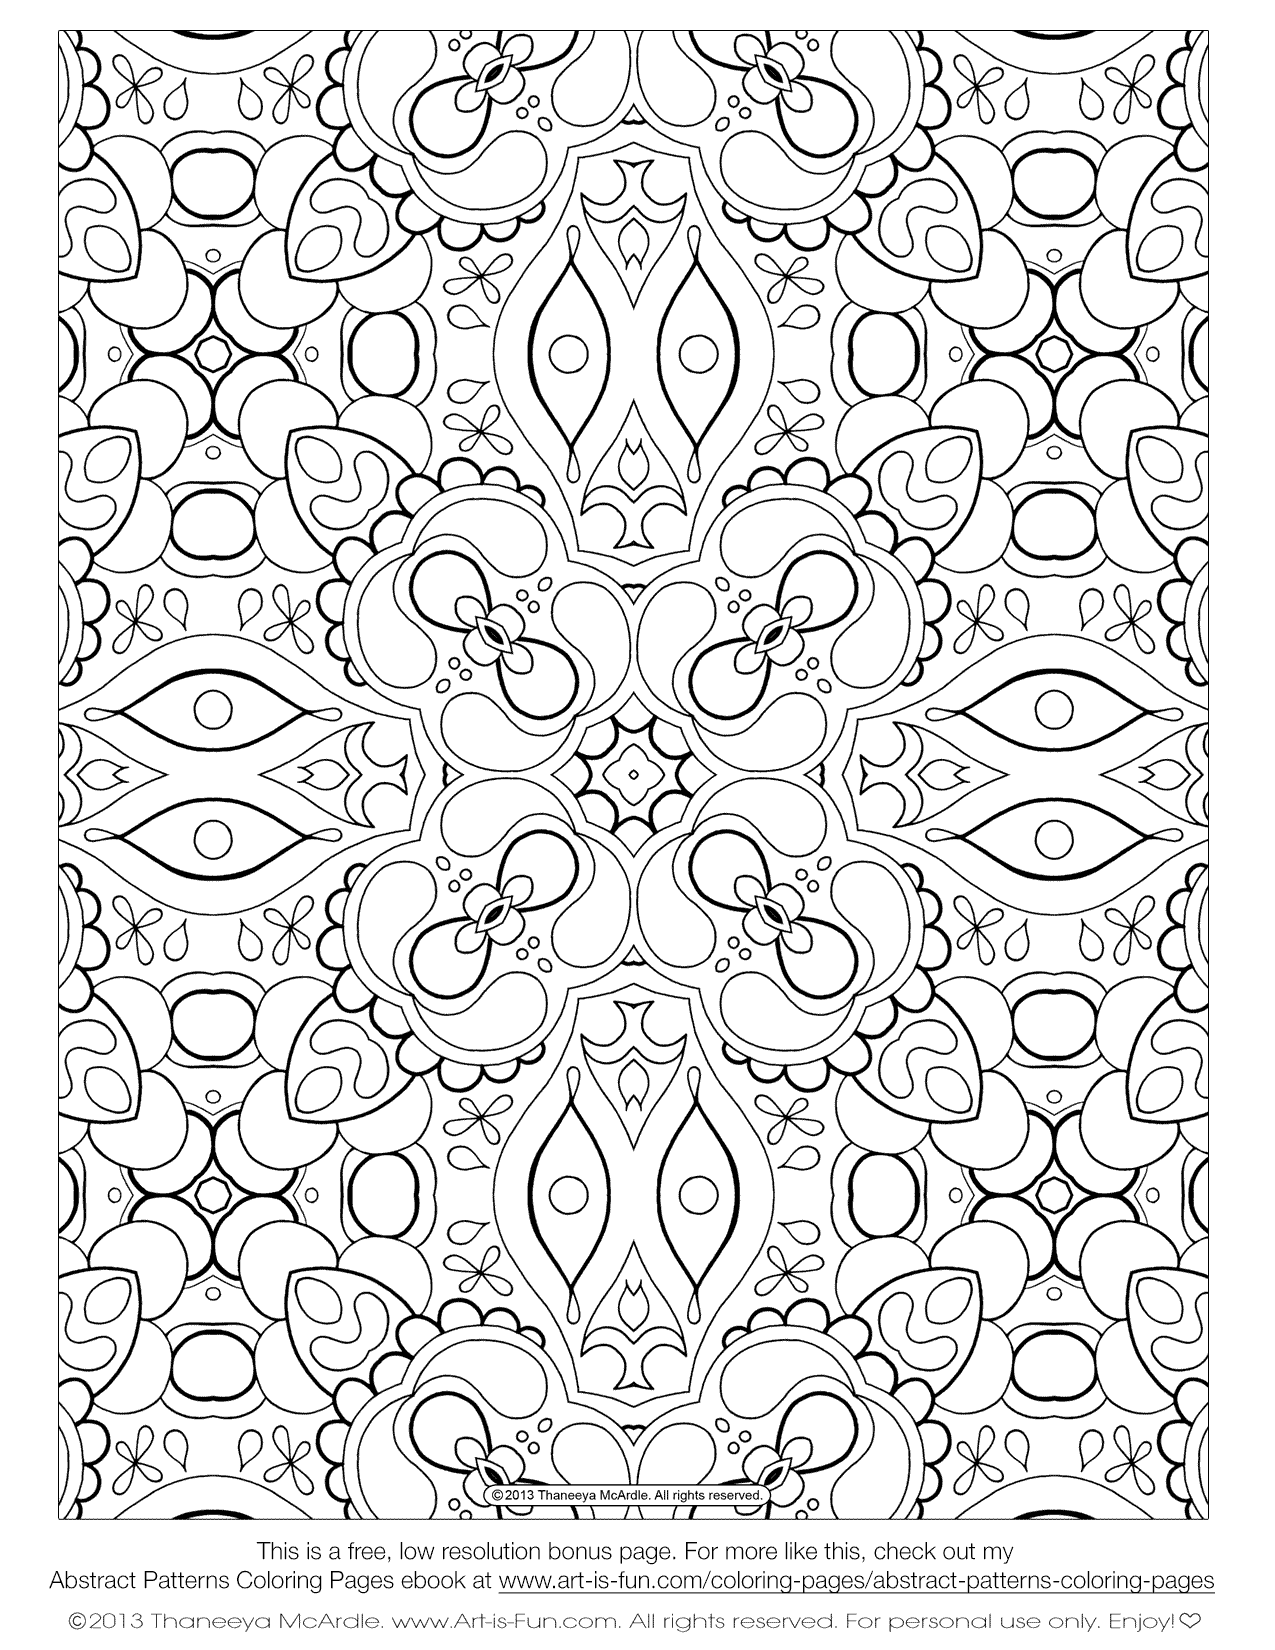 ©2013 Thaneeya McArdle. All rights reserved.
This is a free, low resolution bonus page. For more like this, check out my
Abstract Patterns Coloring Pages ebook at www.art-is-fun.com/coloring-pages/abstract-patterns-coloring-pages
©2013 Thaneeya McArdle. www.Art-is-Fun.com. All rights reserved. For personal use only. Enjoy!♡